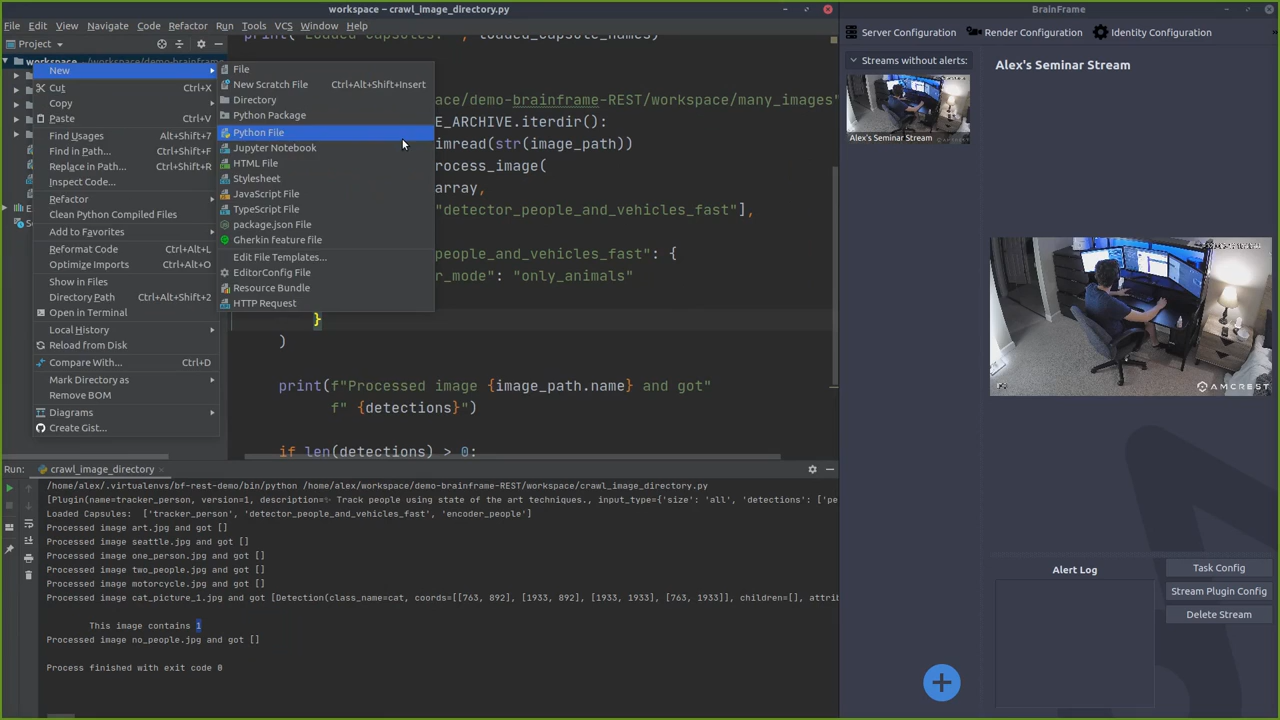 workspace – crawl_image_directory.py
File Edit View Navigate Code Refactor Run Tools VCS Window Help
Project
workspace ~/workspace/demo-brainframe
New
Cut Ctrl+X
Copy
Paste Ctrl+V
Find Usages Alt+Shift+7
Find in Path... Alt+Shift+F
Replace in Path... Ctrl+Shift+R
Inspect Code...
Refactor
Clean Python Compiled Files
Add to Favorites
Reformat Code Ctrl+Alt+L
Optimize Imports Ctrl+Alt+O
Show in Files
Directory Path Ctrl+Alt+Shift+2
Open in Terminal
Local History
Reload from Disk
Compare With... Ctrl+D
Mark Directory as
Remove BOM
Diagrams
Create Gist...
File
New Scratch File Ctrl+Alt+Shift+Insert
Directory
Python Package
Python File
Jupyter Notebook
HTML File
Stylesheet
JavaScript File
TypeScript File
package.json File
Gherkin feature file
Edit File Templates...
EditorConfig File
Resource Bundle
HTTP Request
print("Loaded Capsules: ", loaded_capsule_names)
ce/demo-brainframe-REST/workspace/many_images"
E_ARCHIVE.iterdir():
imread(str(image_path))
rocess_image(
array,
"detector_people_and_vehicles_fast"],
people_and_vehicles_fast": {
r_mode": "only_animals"
}
)
print(f"Processed image {image_path.name} and got"
f" {detections}")
if len(detections) > 0:
Run: crawl_image_directory
/home/alex/.virtualenvs/bf-rest-demo/bin/python /home/alex/workspace/demo-brainframe-REST/workspace/crawl_image_directory.py
[Plugin(name=tracker_person, version=1, description=✨ Track people using state of the art techniques., input_type={'size': 'all', 'detections': ['pe
Loaded Capsules:  ['tracker_person', 'detector_people_and_vehicles_fast', 'encoder_people']
Processed image art.jpg and got []
Processed image seattle.jpg and got []
Processed image one_person.jpg and got []
Processed image two_people.jpg and got []
Processed image motorcycle.jpg and got []
Processed image cat_picture_1.jpg and got [Detection(class_name=cat, coords=[[763, 892], [1933, 892], [1933, 1933], [763, 1933]], children=[], attrib
This image contains 1
Processed image no_people.jpg and got []
Process finished with exit code 0
BrainFrame
Server Configuration Render Configuration Identity Configuration
Streams without alerts:
Alex's Seminar Stream
Alex's Seminar Stream
AMCREST
Alert Log
Task Config
Stream Plugin Config
Delete Stream